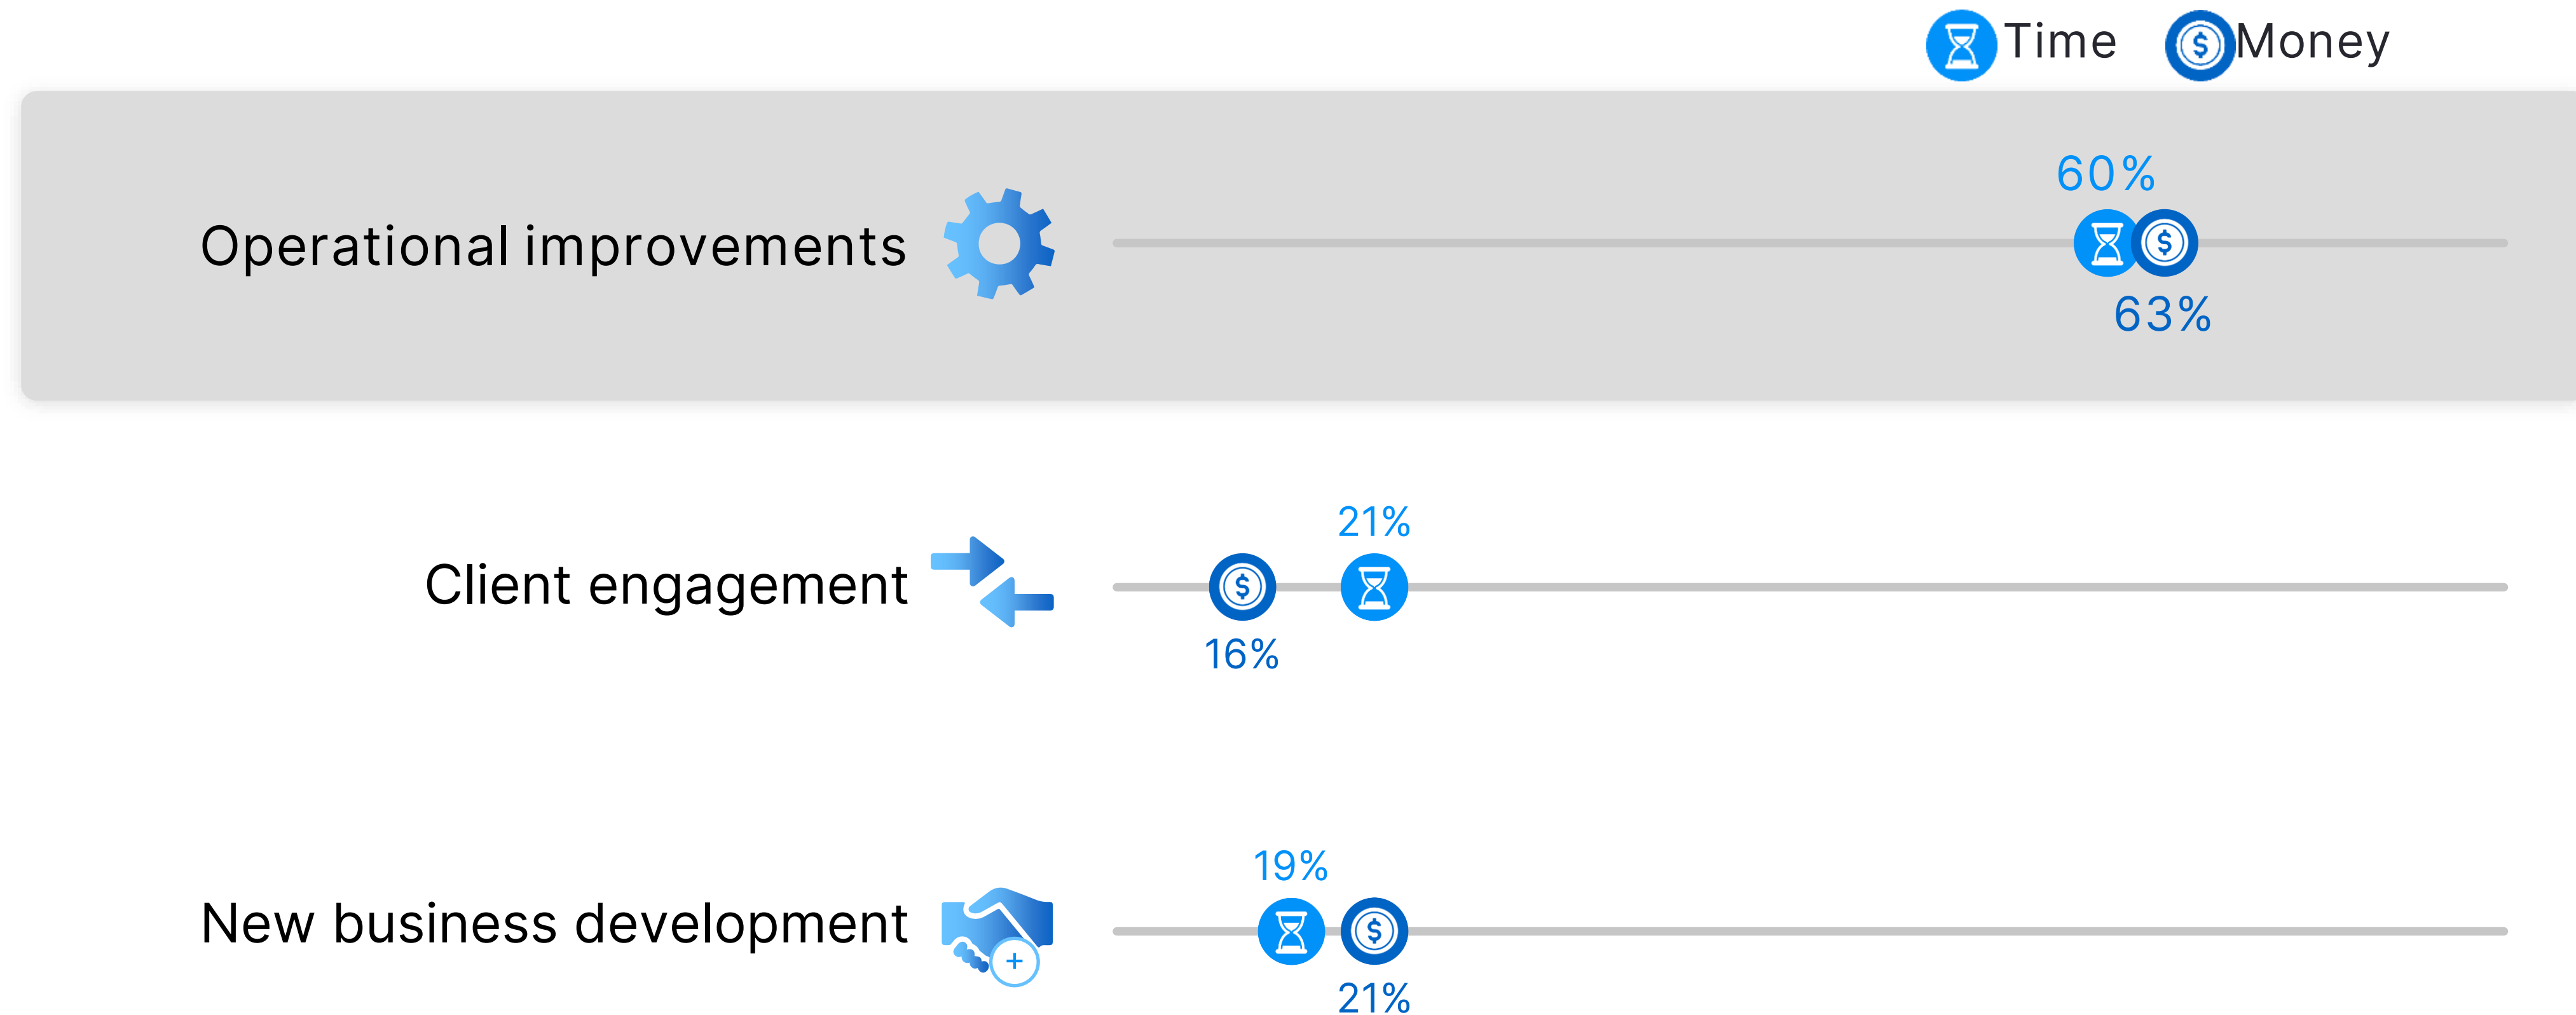 Time Money
60%
Operational improvements
63%
21%
Client engagement
16%
19%
New business development
21%